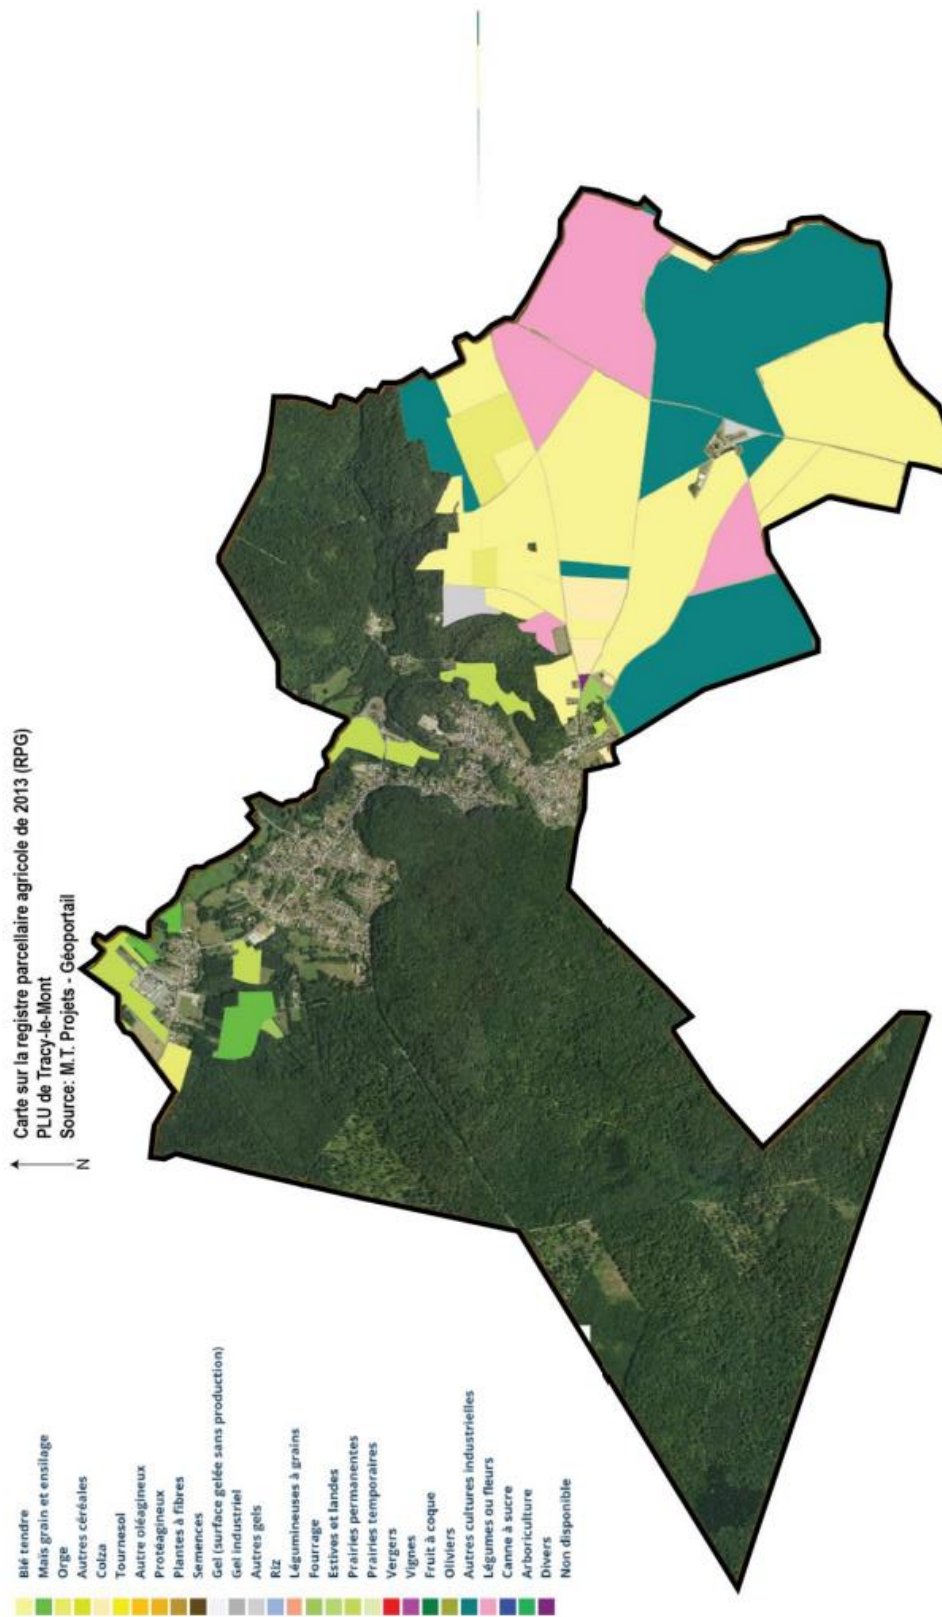 Carte sur la registre parcellaire agricole de 2013 (RPG)
PLU de Tracy-le-Mont
Source: M.T. Projets - Géoportail
N
Blé tendre
Maïs grain et ensilage
Orge
Autres céréales
Colza
Tournesol
Autre oléagineux
Protéagineux
Plantes à fibres
Semences
Gel (surface gelée sans production)
Gel industriel
Autres gels
Riz
Légumineuses à grains
Fourrage
Estives et landes
Prairies permanentes
Prairies temporaires
Vergers
Vignes
Fruit à coque
Oliviers
Autres cultures industrielles
Légumes ou fleurs
Canne à sucre
Arboriculture
Divers
Non disponible